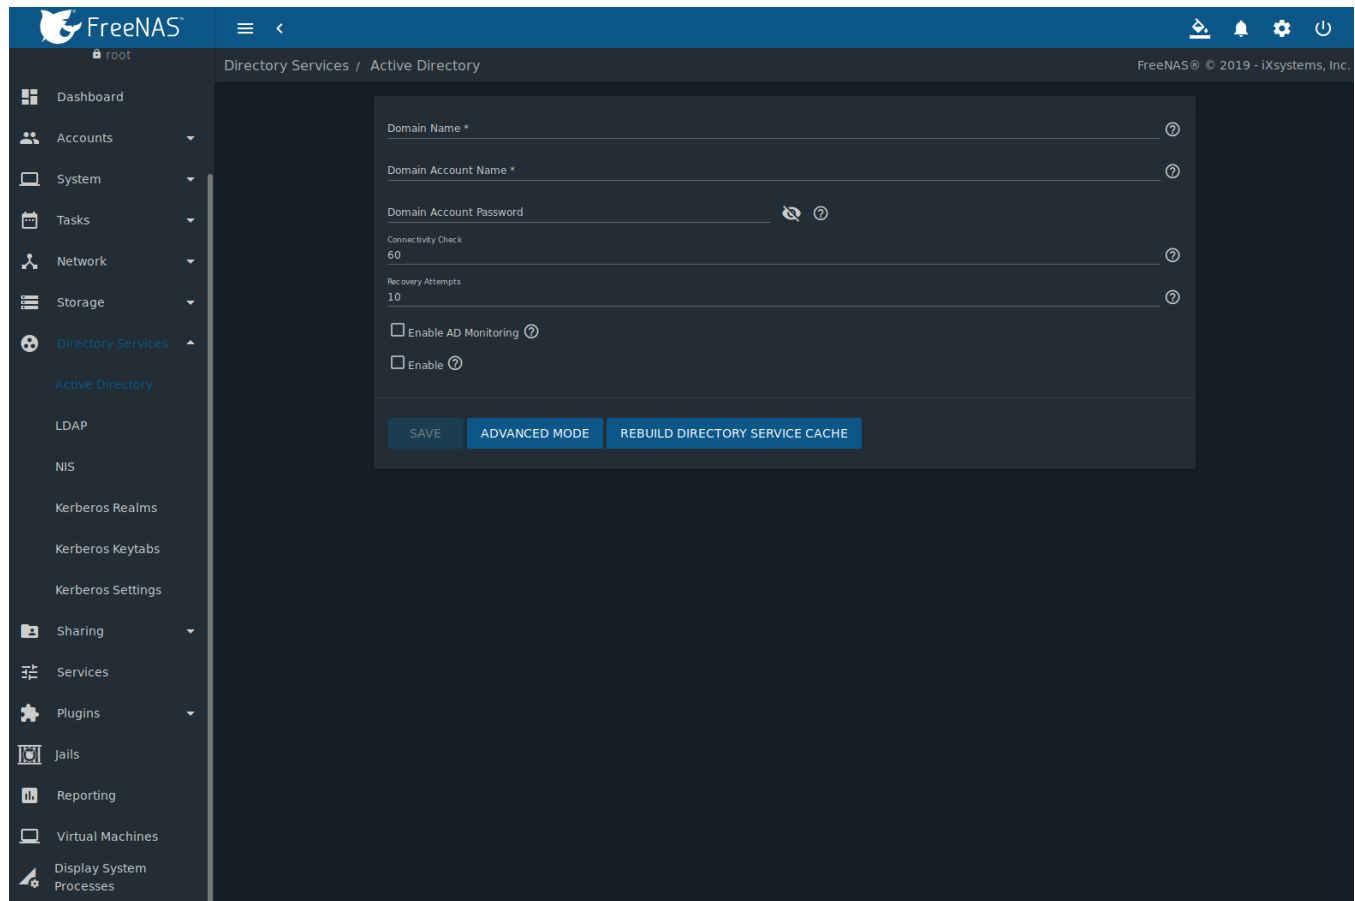 FreeNAS™
root
Directory Services / Active Directory
FreeNAS® © 2019 - iXsystems, Inc.
Dashboard
Accounts
System
Tasks
Network
Storage
Directory Services
Active Directory
LDAP
NIS
Kerberos Realms
Kerberos Keytabs
Kerberos Settings
Sharing
Services
Plugins
Jails
Reporting
Virtual Machines
Display System
Processes
Domain Name *
Domain Account Name *
Domain Account Password
Connectivity Check
60
Recovery Attempts
10
Enable AD Monitoring
Enable
SAVE
ADVANCED MODE
REBUILD DIRECTORY SERVICE CACHE